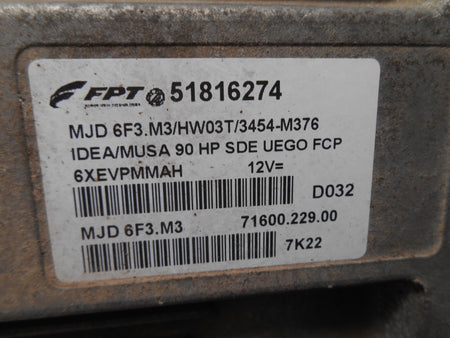 FPT 51816274
MJD 6F3.M3/HW03T/3454-M376
IDEA/MUSA 90 HP SDE UEGO FCP
6XEVPMMAH 12V=
D032
MJD 6F3.M3 71600.229.00
7K22